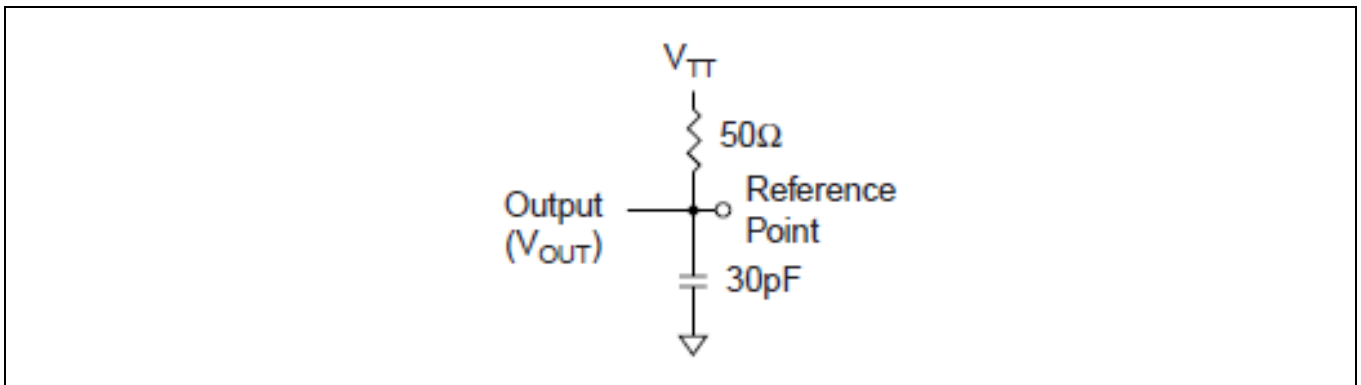 V_TT
50Ω
Output
(V_OUT)
Reference
Point
30pF